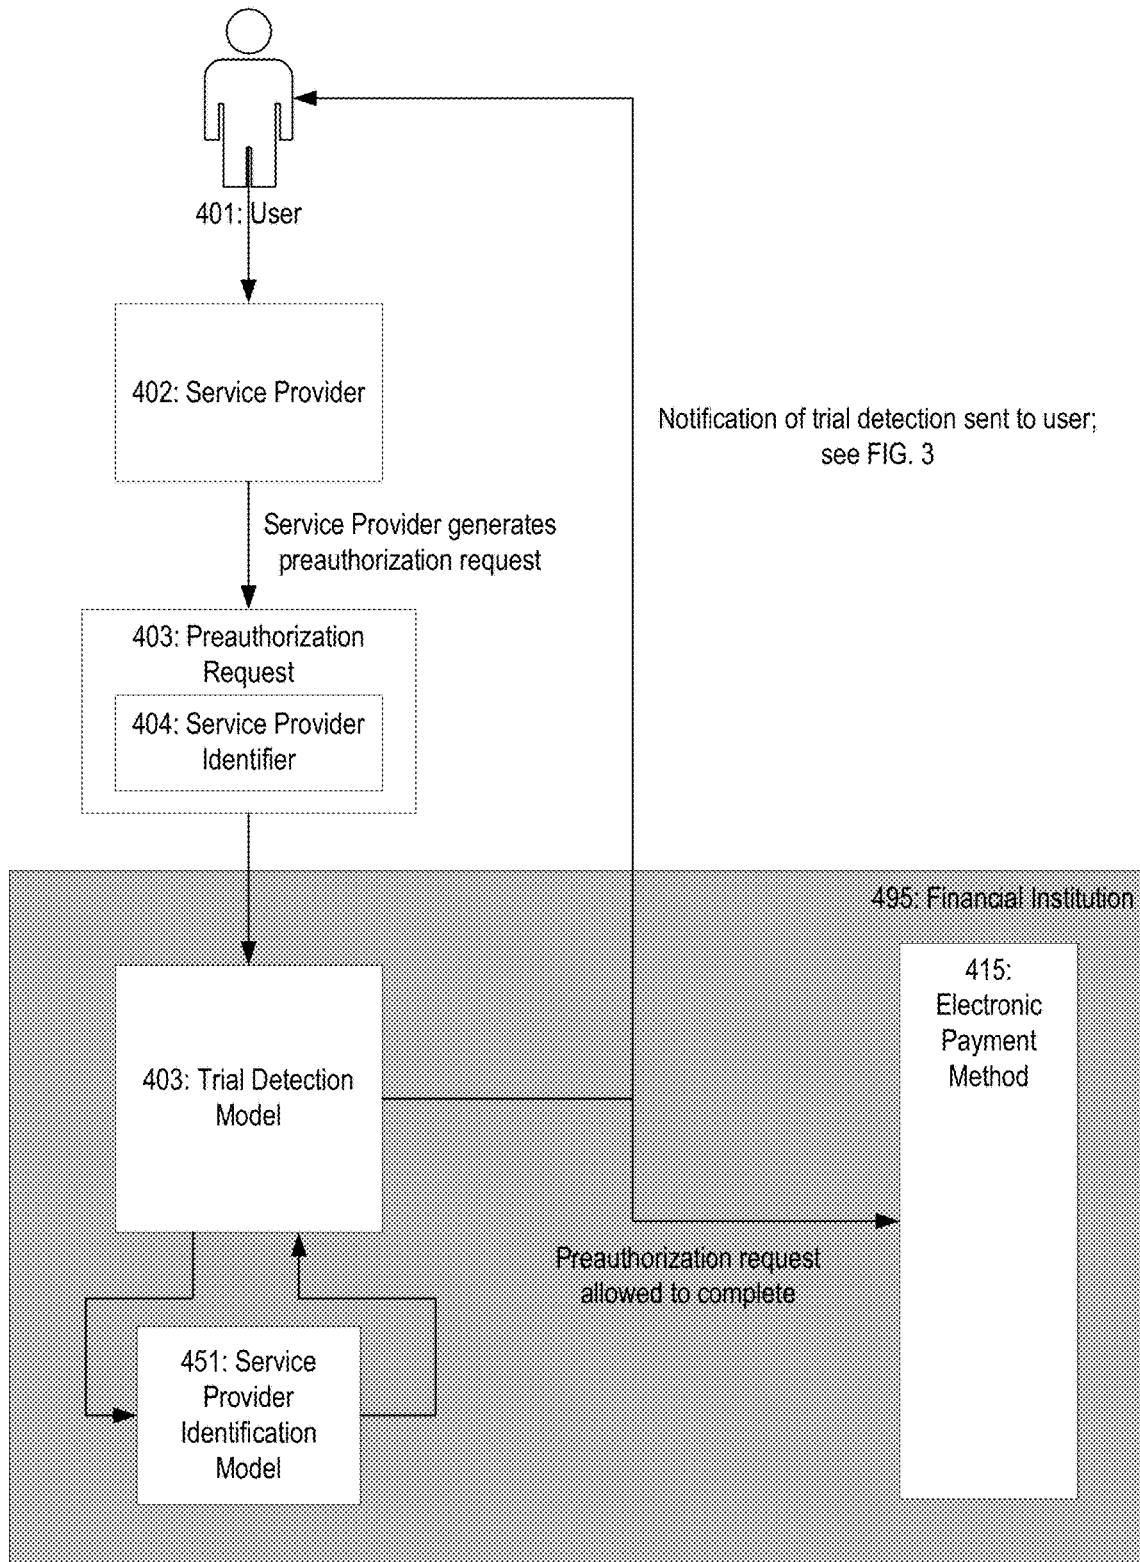 401: User
402: Service Provider
Notification of trial detection sent to user;
see FIG. 3
Service Provider generates
preauthorization request
403: Preauthorization
Request
404: Service Provider
Identifier
495: Financial Institution
415:
Electronic
Payment
Method
403: Trial Detection
Model
Preauthorization request
allowed to complete
451: Service
Provider
Identification
Model